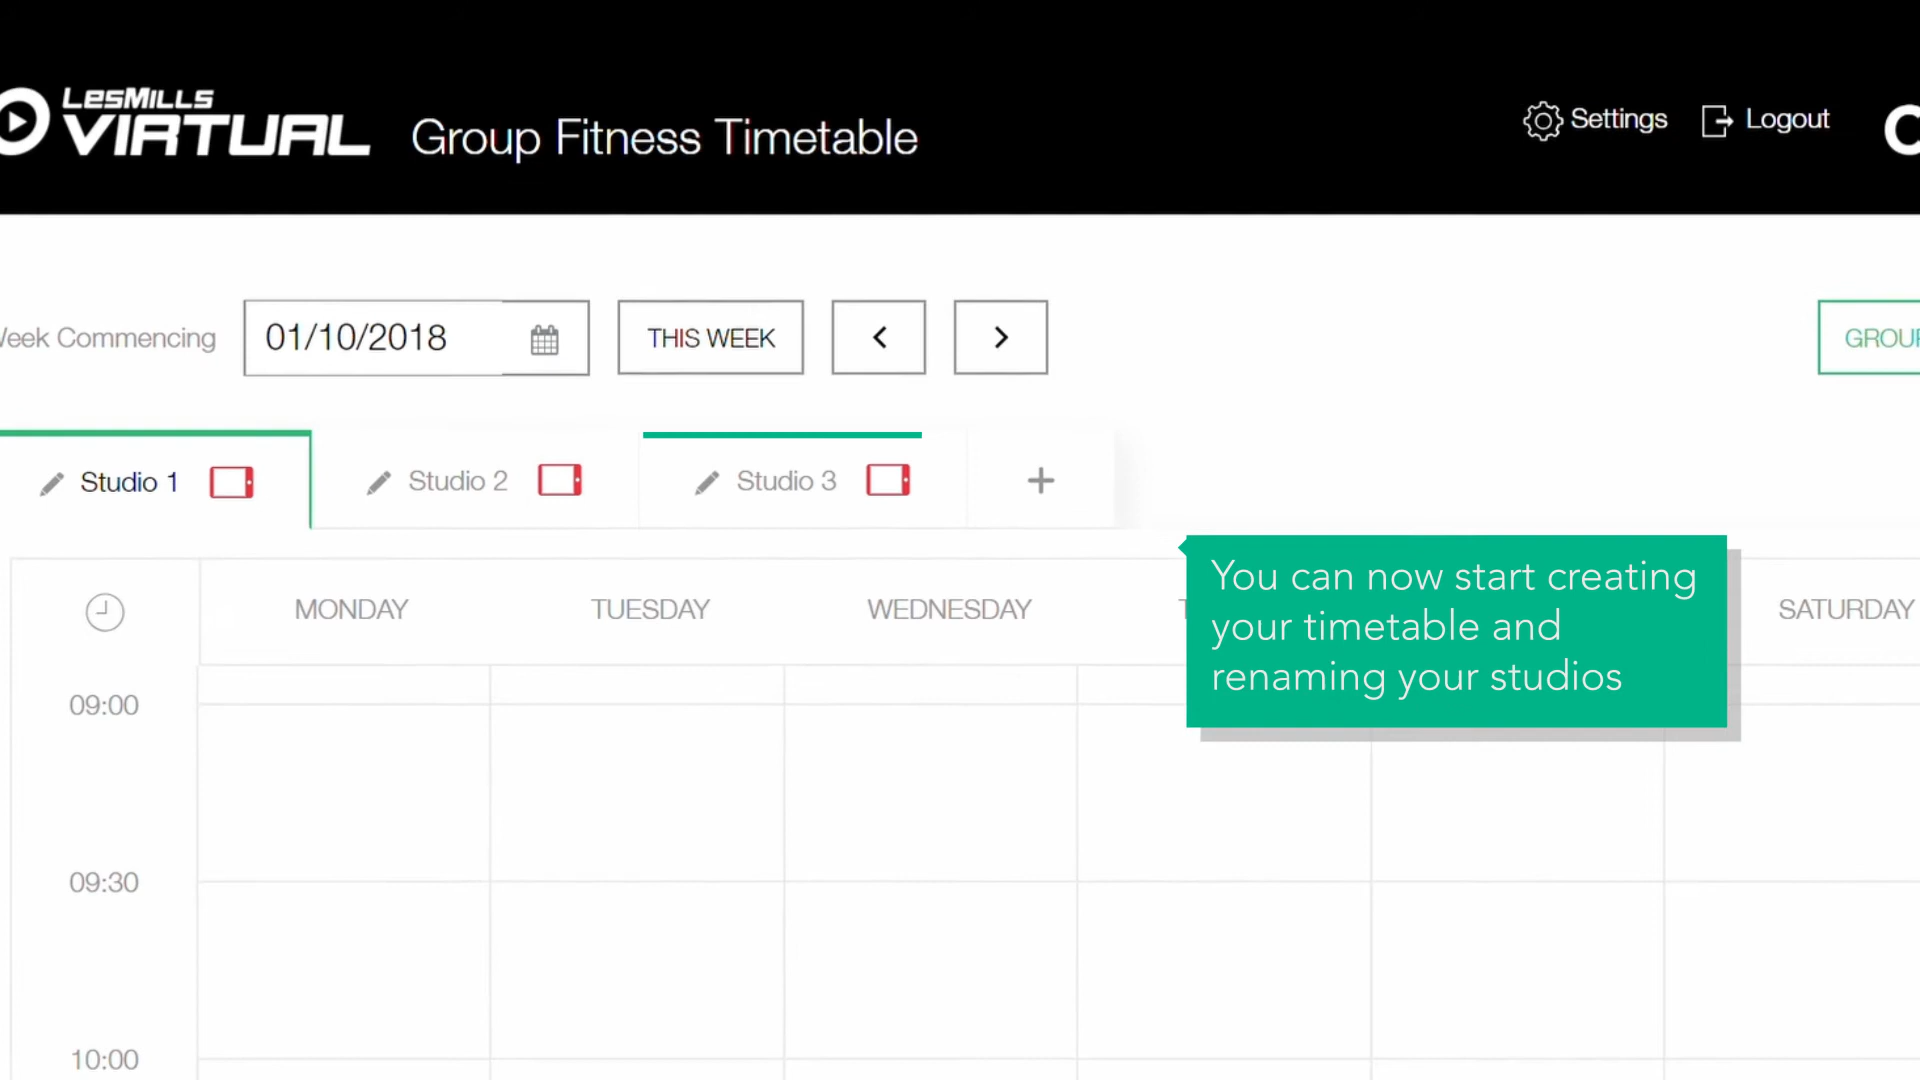 LESMILLS
VIRTUAL
Group Fitness Timetable
Settings
Logout
Week Commencing
01/10/2018
THIS WEEK
GROUP
Studio 1
Studio 2
Studio 3
MONDAY
TUESDAY
WEDNESDAY
SATURDAY
You can now start creating
your timetable and
renaming your studios
09:00
09:30
10:00